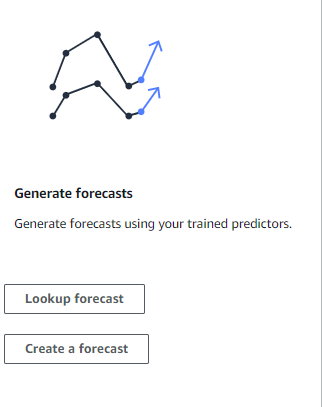 Generate forecasts
Generate forecasts using your trained predictors.
Lookup forecast
Create a forecast